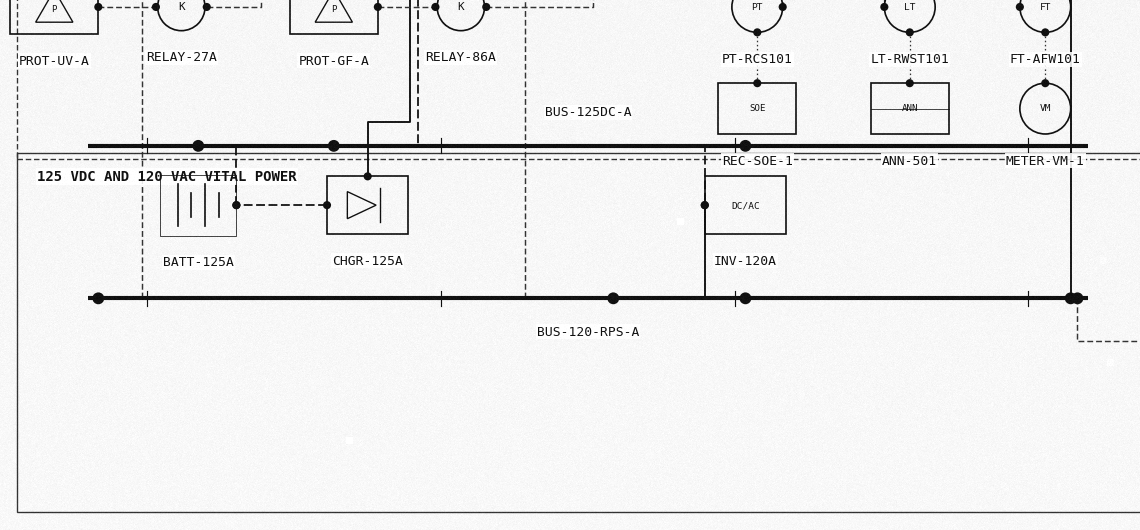 P K P K PT LT FT
PROT-UV-A RELAY-27A PROT-GF-A RELAY-86A PT-RCS101 LT-RWST101 FT-AFW101
BUS-125DC-A SOE ANN VM
REC-SOE-1 ANN-501 METER-VM-1
125 VDC AND 120 VAC VITAL POWER
DC/AC
BATT-125A CHGR-125A INV-120A
BUS-120-RPS-A